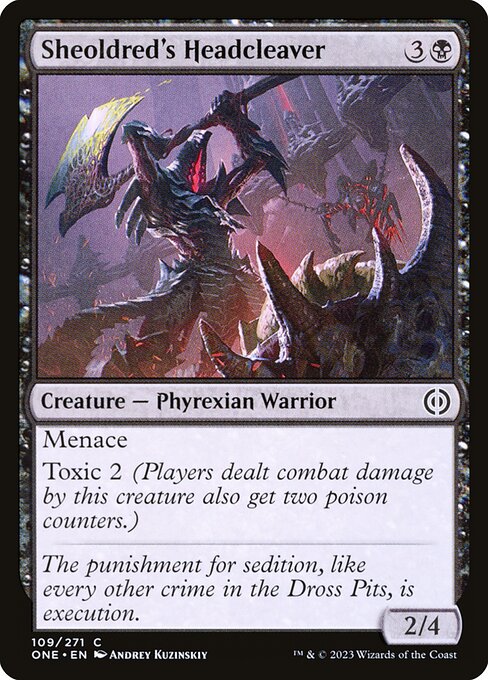 Sheoldred's Headcleaver 3
Creature — Phyrexian Warrior
Menace
Toxic 2 (Players dealt combat damage
by this creature also get two poison
counters.)
The punishment for sedition, like
every other crime in the Dross Pits, is
execution.
2/4
109/271 C
ONE • EN Andrey Kuzinskiy
™ & © 2023 Wizards of the Coast